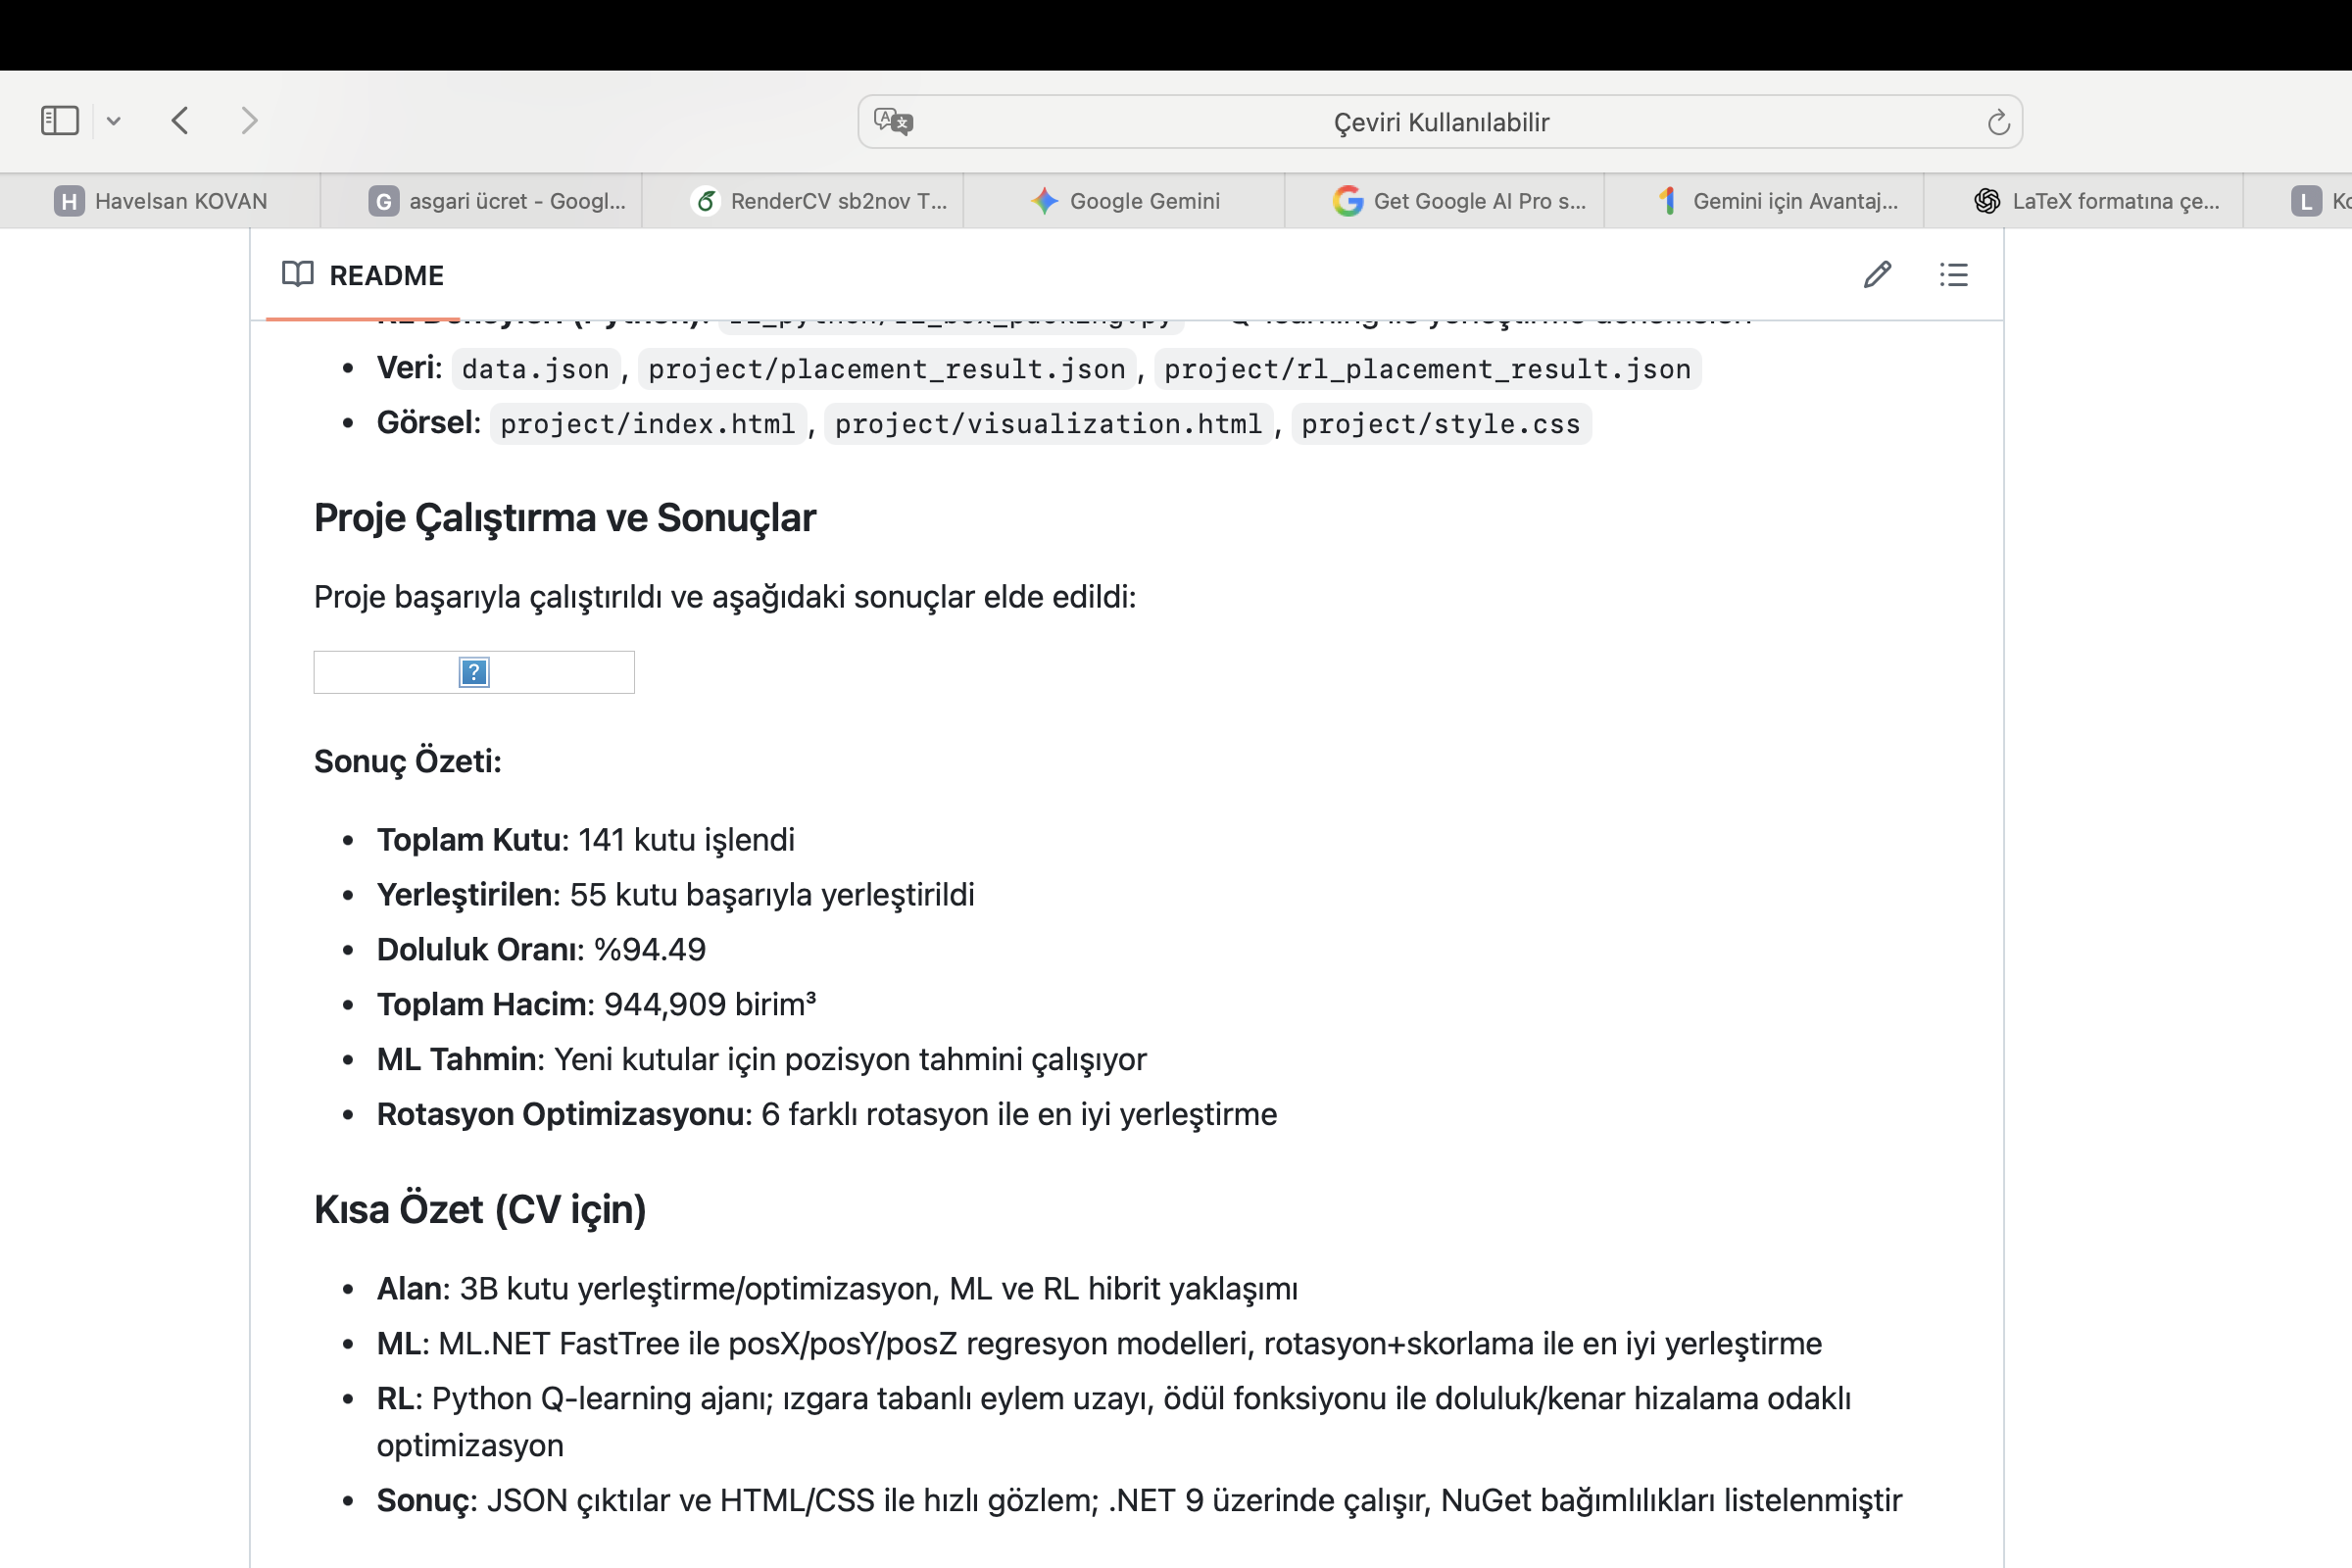 Çeviri Kullanılabilir
H Havelsan KOVAN
G asgari ücret - Googl...
RenderCV sb2nov T...
Google Gemini
Get Google AI Pro s...
Gemini için Avantaj...
LaTeX formatına çe...
L
README
Veri: data.json, project/placement_result.json, project/rl_placement_result.json
Görsel: project/index.html, project/visualization.html, project/style.css
Proje Çalıştırma ve Sonuçlar
Proje başarıyla çalıştırıldı ve aşağıdaki sonuçlar elde edildi:
?
Sonuç Özeti:
Toplam Kutu: 141 kutu işlendi
Yerleştirilen: 55 kutu başarıyla yerleştirildi
Doluluk Oranı: %94.49
Toplam Hacim: 944,909 birim³
ML Tahmin: Yeni kutular için pozisyon tahmini çalışıyor
Rotasyon Optimizasyonu: 6 farklı rotasyon ile en iyi yerleştirme
Kısa Özet (CV için)
Alan: 3B kutu yerleştirme/optimizasyon, ML ve RL hibrit yaklaşımı
ML: ML.NET FastTree ile posX/posY/posZ regresyon modelleri, rotasyon+skorlama ile en iyi yerleştirme
RL: Python Q-learning ajanı; ızgara tabanlı eylem uzayı, ödül fonksiyonu ile doluluk/kenar hizalama odaklı
optimizasyon
Sonuç: JSON çıktılar ve HTML/CSS ile hızlı gözlem; .NET 9 üzerinde çalışır, NuGet bağımlılıkları listelenmiştir